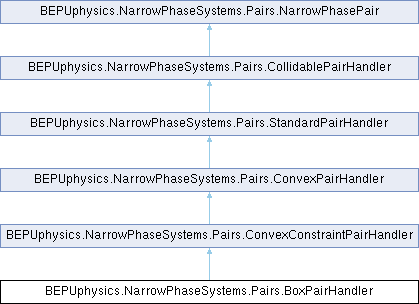 BEPUphysics.NarrowPhaseSystems.Pairs.NarrowPhasePair
BEPUphysics.NarrowPhaseSystems.Pairs.CollidablePairHandler
BEPUphysics.NarrowPhaseSystems.Pairs.StandardPairHandler
BEPUphysics.NarrowPhaseSystems.Pairs.ConvexPairHandler
BEPUphysics.NarrowPhaseSystems.Pairs.ConvexConstraintPairHandler
BEPUphysics.NarrowPhaseSystems.Pairs.BoxPairHandler